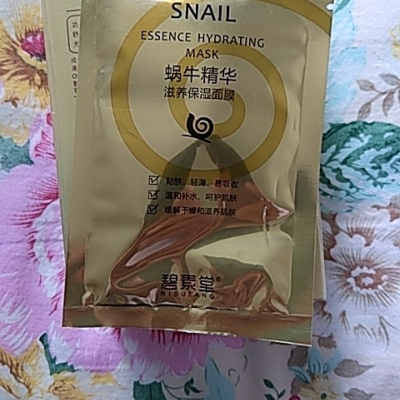 SNAIL
ESSENCE HYDRATING
MASK
蜗牛精华
滋养保湿面膜
贴肤、轻薄、易吸收
温和补水、呵护肌肤
缓解干燥和滋养肌肤
碧素堂®
BISUTANG